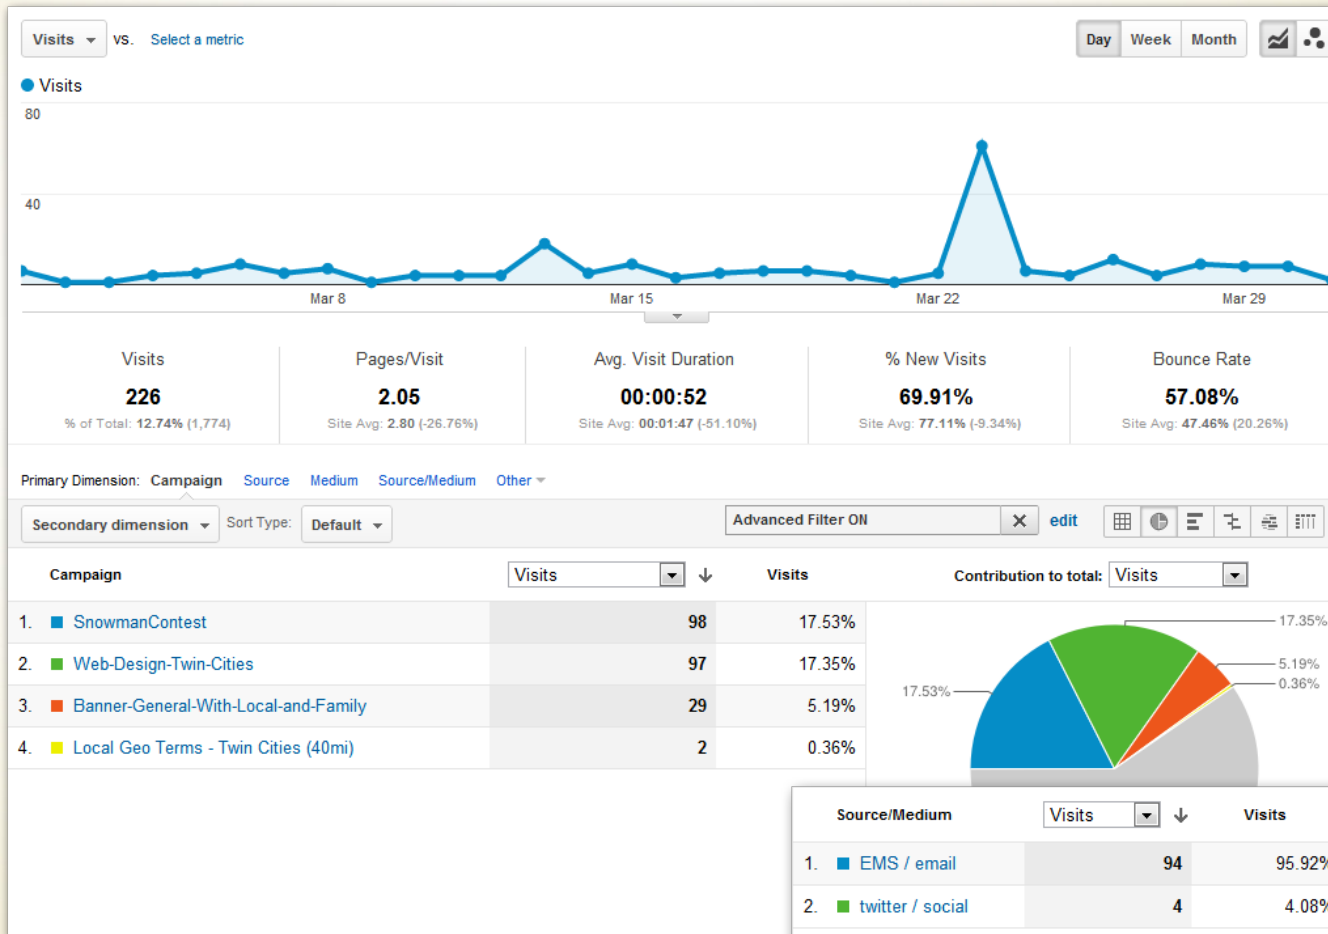 Visits vs. Select a metric Day Week Month
Visits
80
40
Mar 8 Mar 15 Mar 22 Mar 29
Visits Pages/Visit Avg. Visit Duration % New Visits Bounce Rate
226 2.05 00:00:52 69.91% 57.08%
% of Total: 12.74% (1,774) Site Avg: 2.80 (-26.76%) Site Avg: 00:01:47 (-51.10%) Site Avg: 77.11% (-9.34%) Site Avg: 47.46% (20.26%)
Primary Dimension: Campaign Source Medium Source/Medium Other
Secondary dimension Sort Type: Default Advanced Filter ON edit
Campaign Visits Visits Contribution to total: Visits
1. SnowmanContest 98 17.53% 17.35%
2. Web-Design-Twin-Cities 97 17.35% 5.19%
0.36%
17.53%
3. Banner-General-With-Local-and-Family 29 5.19%
4. Local Geo Terms - Twin Cities (40mi) 2 0.36%
Source/Medium Visits Visits
1. EMS / email 94 95.92%
2. twitter / social 4 4.08%